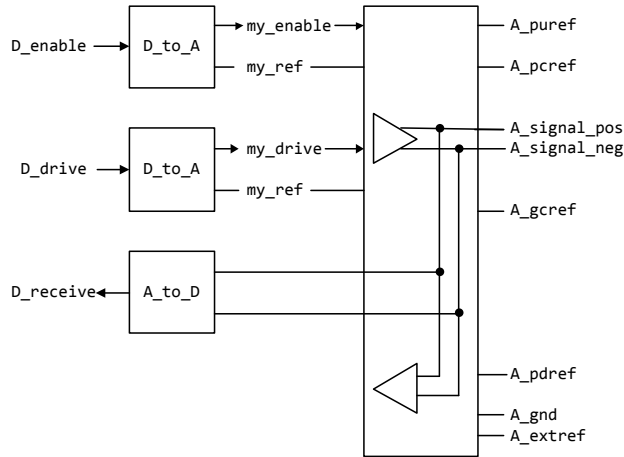 D_enable
D_to_A
my_enable
my_ref
A_puref
A_pcref
D_drive
D_to_A
my_drive
my_ref
A_signal_pos
A_signal_neg
A_gcref
D_receive
A_to_D
A_pdref
A_gnd
A_extref